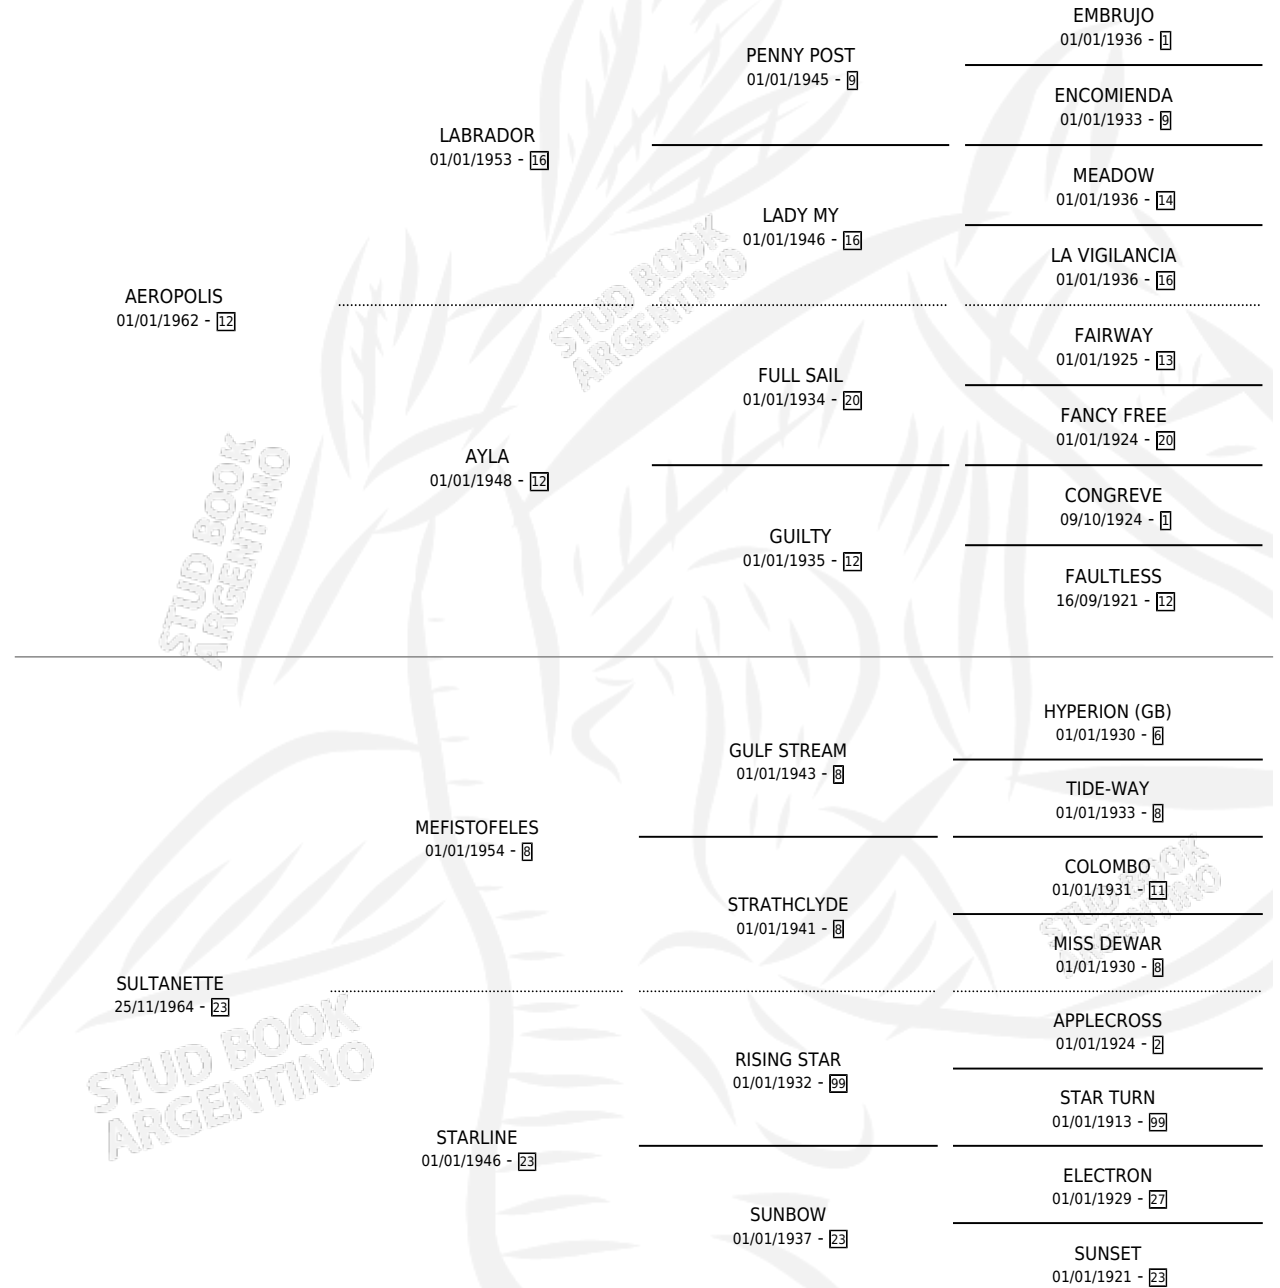 EMBRUJO
01/01/1936 - 1
PENNY POST
01/01/1945 - 9
ENCOMIENDA
01/01/1933 - 9
LABRADOR
01/01/1953 - 16
MEADOW
01/01/1936 - 14
LADY MY
01/01/1946 - 16
LA VIGILANCIA
01/01/1936 - 16
AEROPOLIS
01/01/1962 - 12
FAIRWAY
01/01/1925 - 13
FULL SAIL
01/01/1934 - 20
FANCY FREE
01/01/1924 - 20
AYLA
01/01/1948 - 12
CONGREVE
09/10/1924 - 1
GUILTY
01/01/1935 - 12
FAULTLESS
16/09/1921 - 12
HYPERION (GB)
01/01/1930 - 6
GULF STREAM
01/01/1943 - 8
TIDE-WAY
01/01/1933 - 8
MEFISTOFELES
01/01/1954 - 8
COLOMBO
01/01/1931 - 11
STRATHCLYDE
01/01/1941 - 8
MISS DEWAR
01/01/1930 - 8
SULTANETTE
25/11/1964 - 23
APPLECROSS
01/01/1924 - 2
RISING STAR
01/01/1932 - 99
STAR TURN
01/01/1913 - 99
STARLINE
01/01/1946 - 23
ELECTRON
01/01/1929 - 27
SUNBOW
01/01/1937 - 23
SUNSET
01/01/1921 - 23
STUD BOOK
ARGENTINO
STUD BOOK
ARGENTINO
STUD BOOK
ARGENTINO
STUD BOOK
ARGENTINO